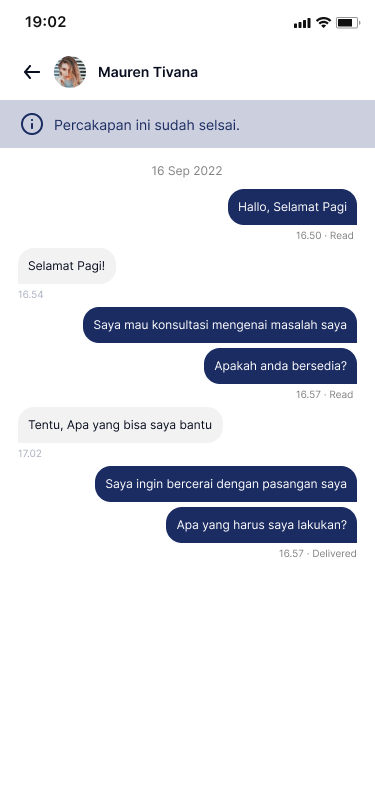 19:02
Mauren Tivana
Percakapan ini sudah selsai.
16 Sep 2022
Hallo, Selamat Pagi
16.50 · Read
Selamat Pagi!
16.54
Saya mau konsultasi mengenai masalah saya
Apakah anda bersedia?
16.57 · Read
Tentu, Apa yang bisa saya bantu
17.02
Saya ingin bercerai dengan pasangan saya
Apa yang harus saya lakukan?
16.57 · Delivered